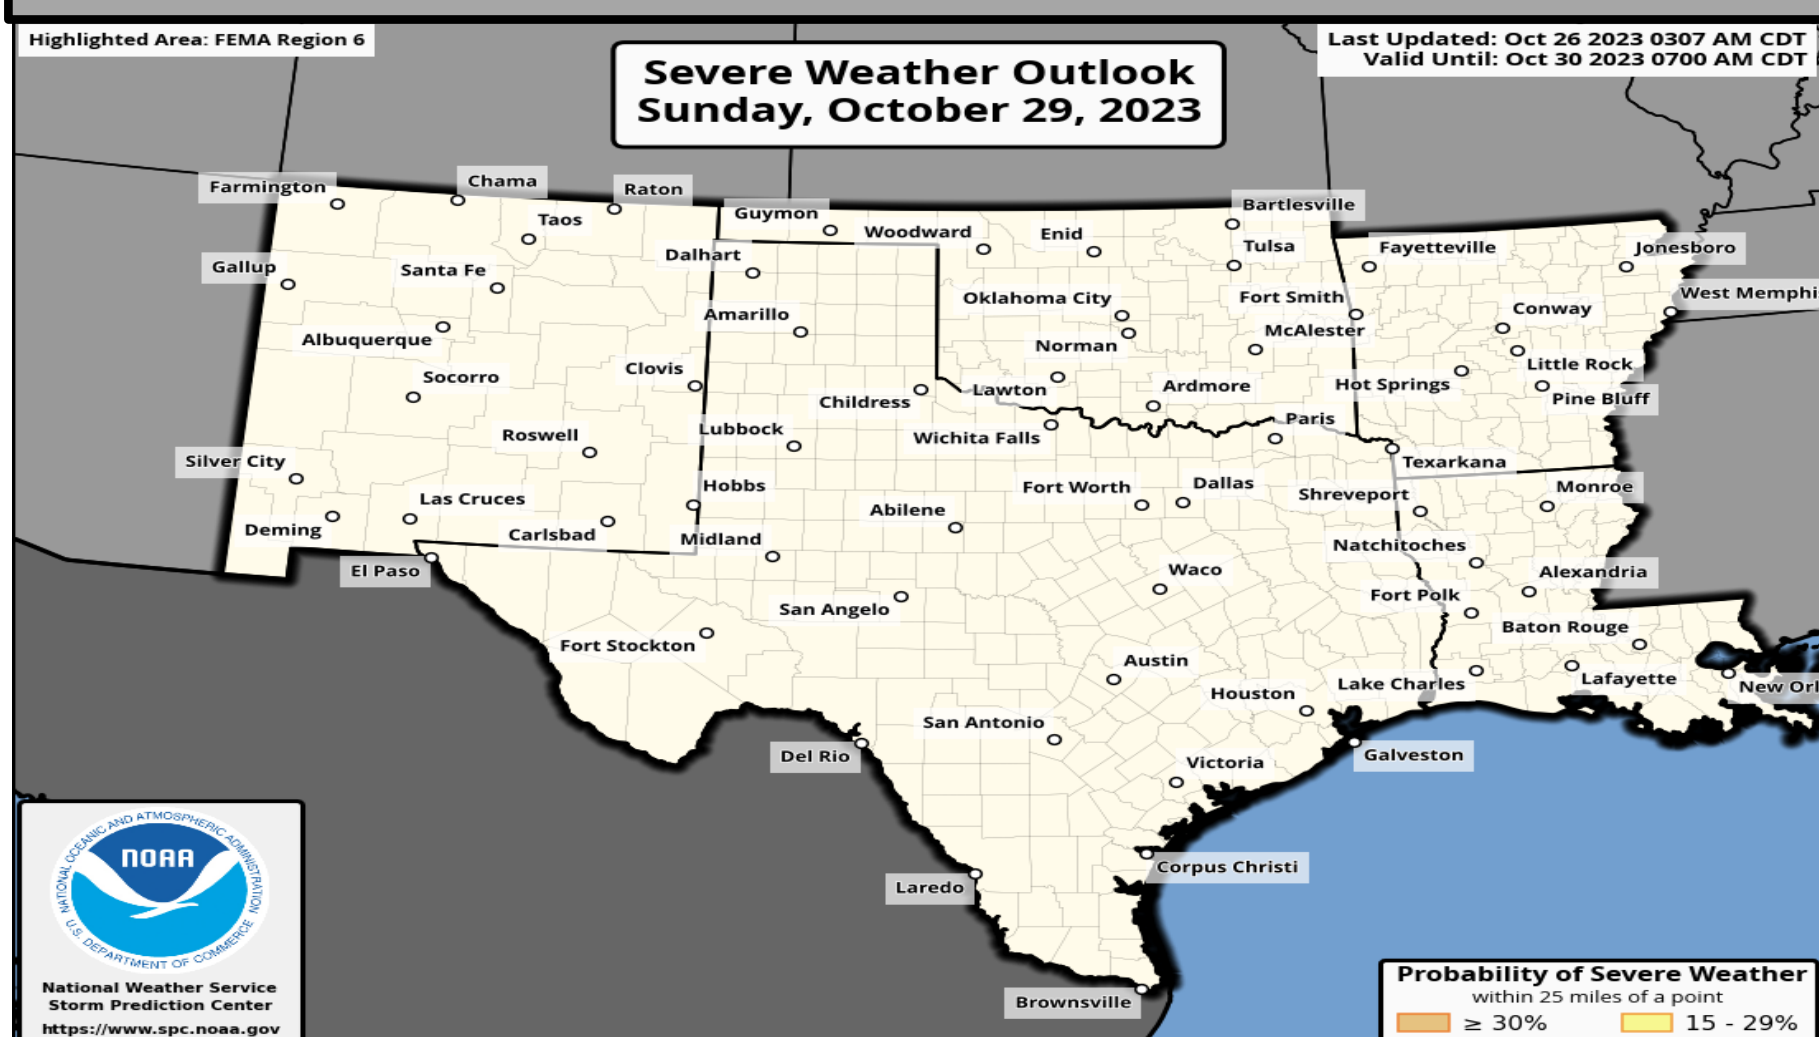 Highlighted Area: FEMA Region 6
Severe Weather Outlook
Sunday, October 29, 2023
Last Updated: Oct 26 2023 0307 AM CDT
Valid Until: Oct 30 2023 0700 AM CDT
Farmington
Chama
Raton
Taos
Guymon
Woodward
Enid
Bartlesville
Tulsa
Fayetteville
Jonesboro
Gallup
Santa Fe
Dalhart
Oklahoma City
Fort Smith
West Memphi
Albuquerque
Amarillo
Norman
McAlester
Conway
Little Rock
Socorro
Clovis
Childress
Lawton
Ardmore
Hot Springs
Pine Bluff
Roswell
Lubbock
Wichita Falls
Paris
Texarkana
Silver City
Las Cruces
Hobbs
Abilene
Fort Worth
Dallas
Shreveport
Monroe
Deming
Carlsbad
Midland
Natchitoches
El Paso
San Angelo
Waco
Fort Polk
Alexandria
Fort Stockton
Austin
Baton Rouge
Houston
Lake Charles
Lafayette
New Orl
San Antonio
Del Rio
Victoria
Galveston
Laredo
Corpus Christi
Brownsville
NATIONAL OCEANIC AND ATMOSPHERIC ADMINISTRATION
NOAA
U.S. DEPARTMENT OF COMMERCE
National Weather Service
Storm Prediction Center
https://www.spc.noaa.gov
Probability of Severe Weather
within 25 miles of a point
≥ 30%
15 - 29%